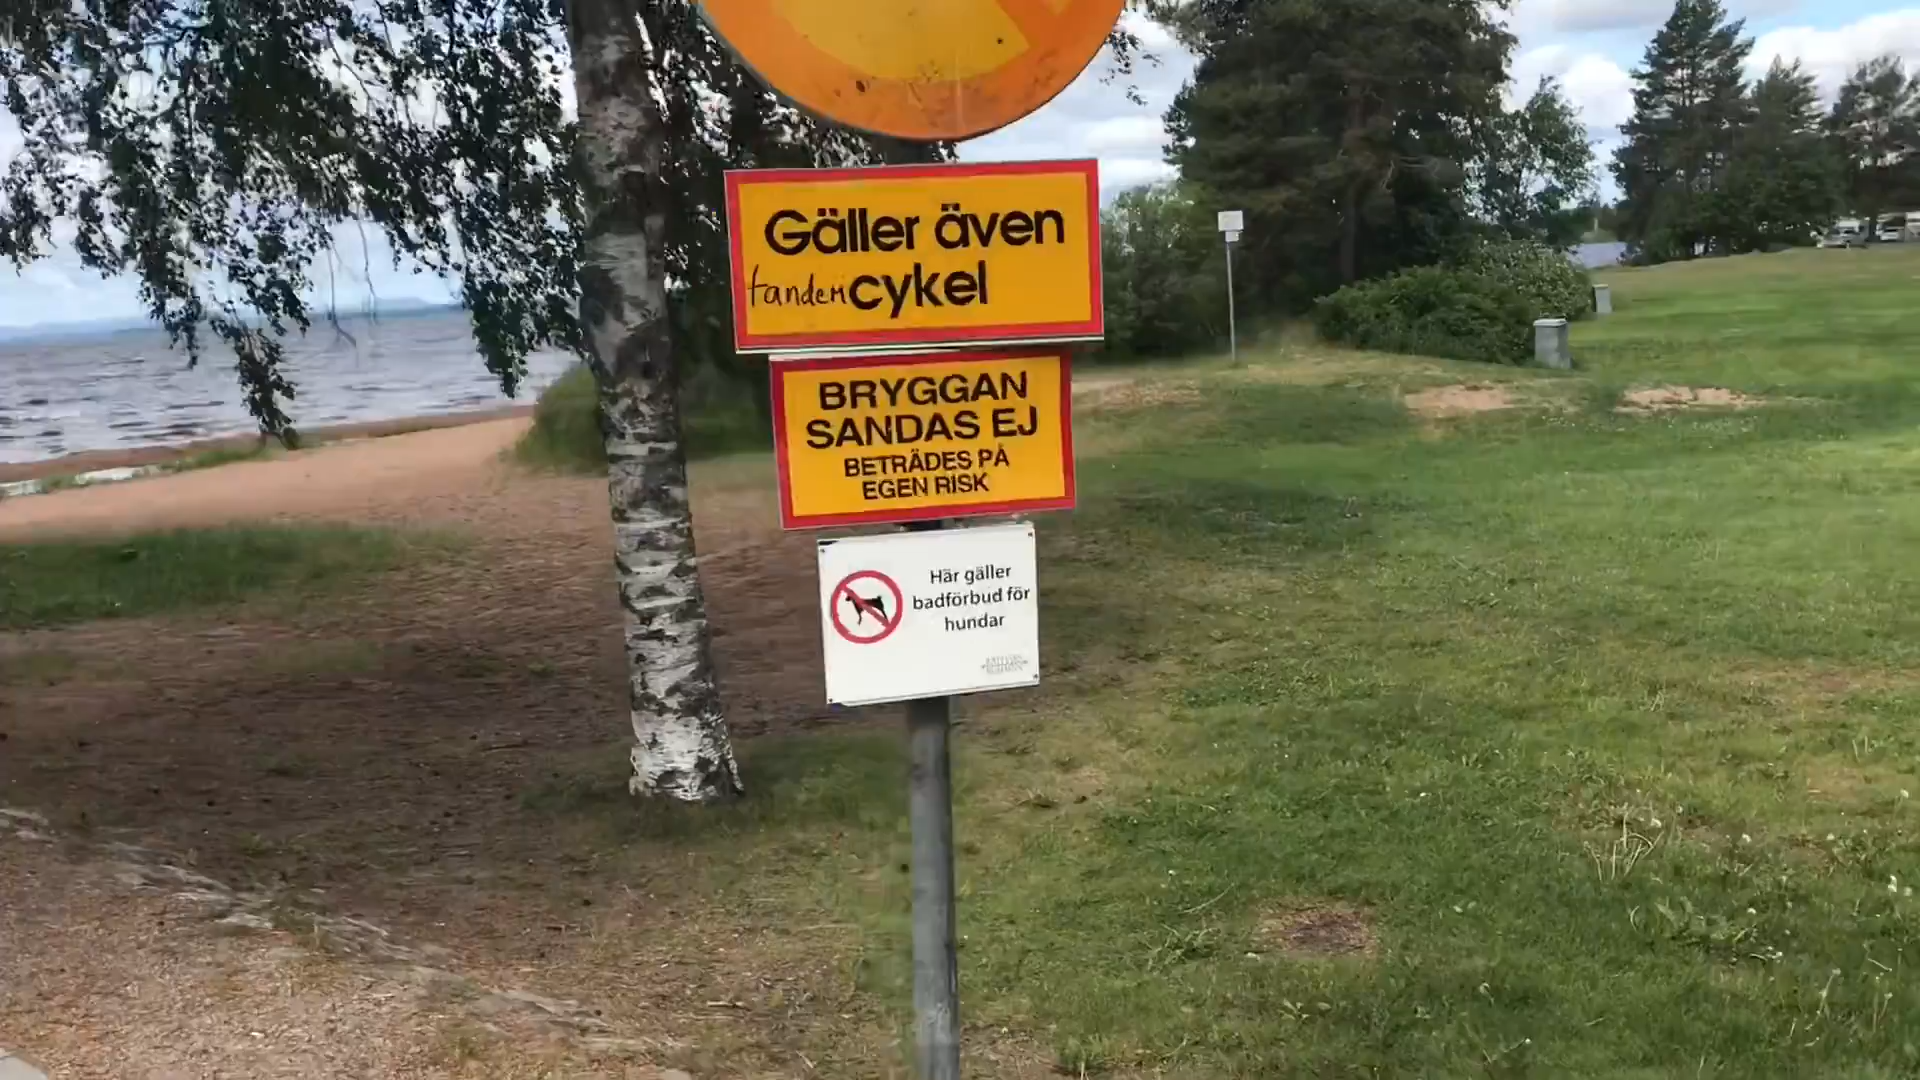 Gäller även
tandem cykel
BRYGGAN
SANDAS EJ
BETRÄDES PÅ
EGEN RISK
Här gäller
badförbud för
hundar